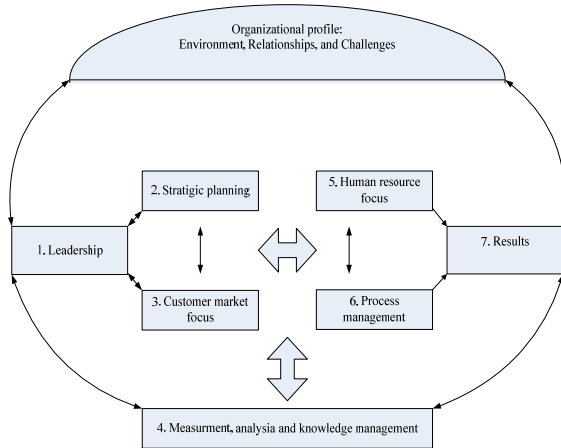 Organizational profile:
Environment, Relationships, and Challenges
2. Stratigic planning
5. Human resource
focus
1. Leadership
7. Results
3. Customer market
focus
6. Process
management
4. Measurment, analysia and knowledge management